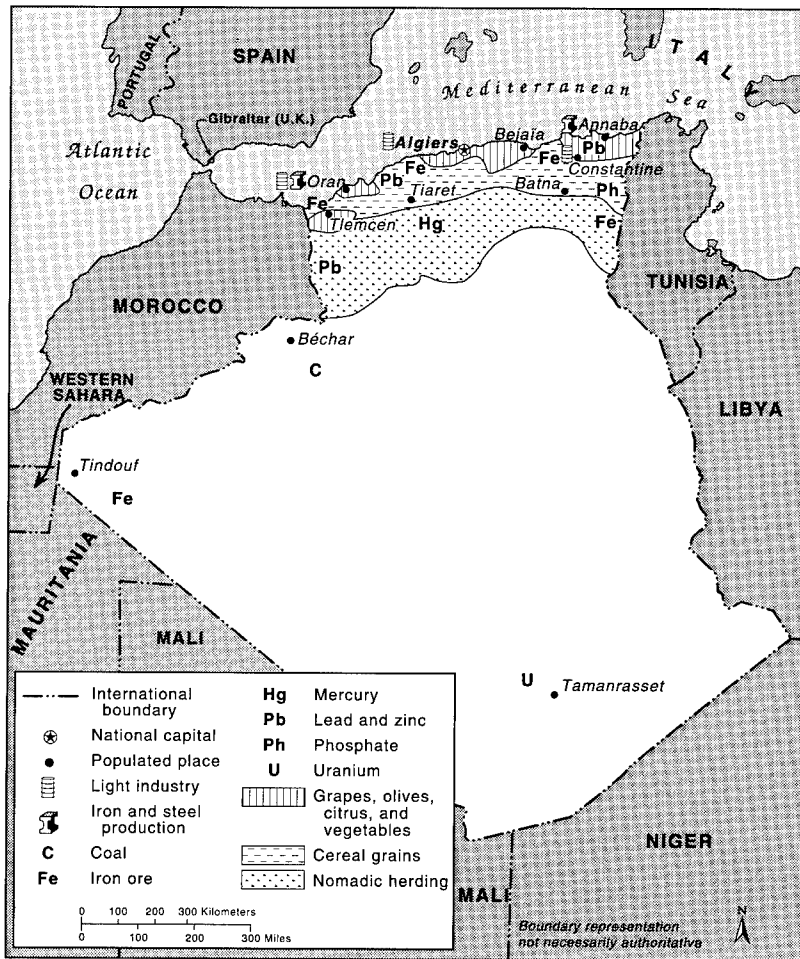 PORTUGAL
SPAIN
ITALY
Mediterranean
Sea
Gibraltar (U.K.)
Atlantic
Ocean
Algiers
Bejaia
Annaba
Pb
Fe
Fe
Constantine
Oran
Pb
Tiaret
Batna
Ph
Fe
Tlemcen
Hg
Fe
Pb
MOROCCO
TUNISIA
Béchar
C
WESTERN
SAHARA
LIBYA
Tindouf
Fe
MAURITANIA
MALI
U
Tamanrasset
NIGER
MALI
International
boundary
National capital
Populated place
Light industry
Iron and steel
production
C Coal
Fe Iron ore
Hg Mercury
Pb Lead and zinc
Ph Phosphate
U Uranium
Grapes, olives,
citrus, and
vegetables
Cereal grains
Nomadic herding
0 100 200 300 Kilometers
0 100 200 300 Miles
N
Boundary representation
not necessarily authoritative